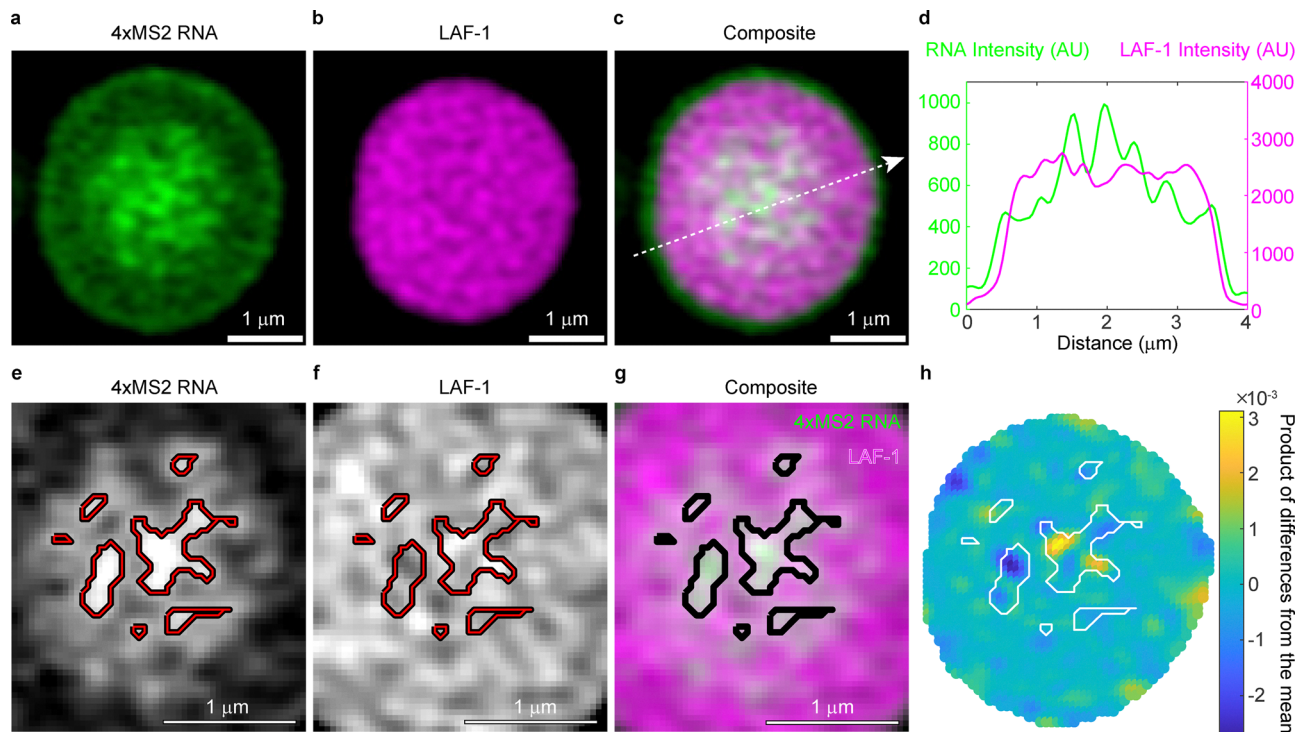 a
4xMS2 RNA
1 μm
b
LAF-1
1 μm
c
Composite
1 μm
d
RNA Intensity (AU)
LAF-1 Intensity (AU)
1000
800
600
400
200
0
4000
3000
2000
1000
0
0
1
2
3
4
Distance (μm)
e
4xMS2 RNA
1 μm
f
LAF-1
1 μm
g
Composite
4xMS2 RNA
LAF-1
1 μm
h
×10⁻³
3
2
1
0
-1
-2
Product of differences from the mean